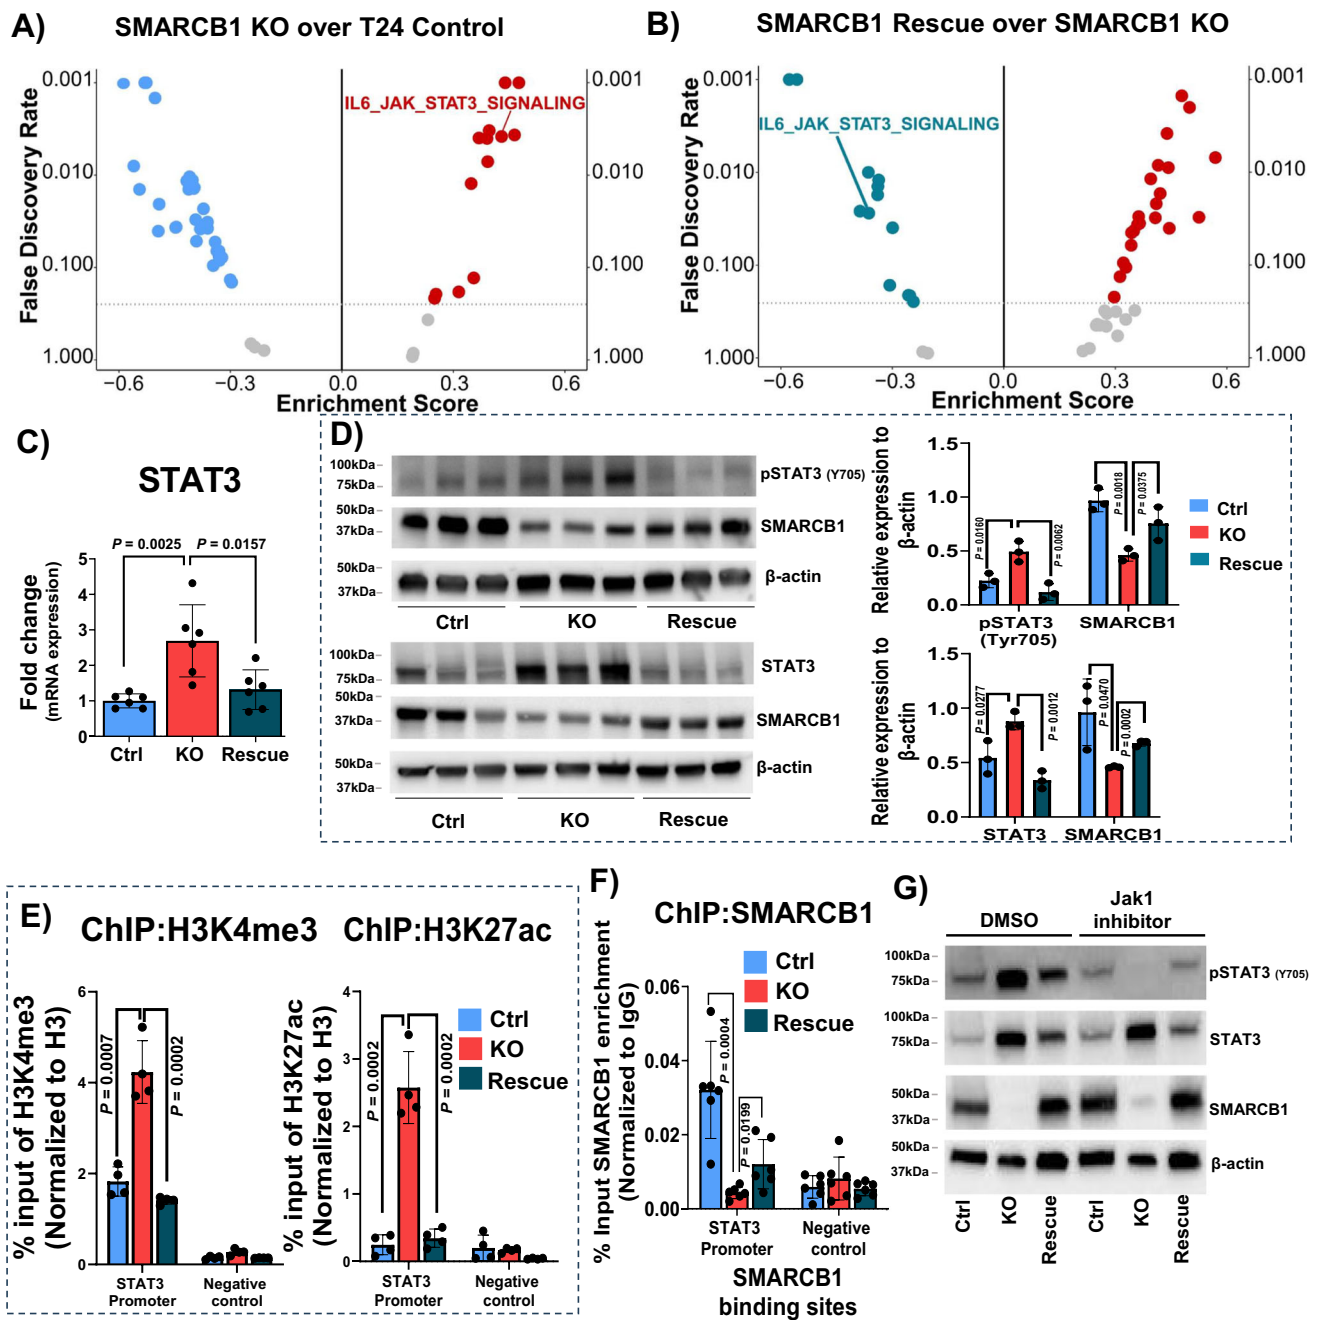 A)
SMARCB1 KO over T24 Control
False Discovery Rate
0.001
0.010
0.100
1.000
IL6_JAK_STAT3_SIGNALING
0.001
0.010
0.100
1.000
−0.6
−0.3
0.0
0.3
0.6
Enrichment Score
B)
SMARCB1 Rescue over SMARCB1 KO
False Discovery Rate
0.001
0.010
0.100
1.000
IL6_JAK_STAT3_SIGNALING
0.001
0.010
0.100
1.000
−0.6
−0.3
0.0
0.3
0.6
Enrichment Score
C)
STAT3
P = 0.0025
P = 0.0157
Fold change
(mRNA expression)
5
4
3
2
1
0
Ctrl
KO
Rescue
D)
100kDa
75kDa
pSTAT3 (Y705)
50kDa
37kDa
SMARCB1
50kDa
37kDa
β-actin
Ctrl
KO
Rescue
100kDa
75kDa
STAT3
50kDa
37kDa
SMARCB1
50kDa
37kDa
β-actin
Ctrl
KO
Rescue
Relative expression to
β-actin
1.5
1.0
0.5
0.0
P = 0.0160
P = 0.0062
P = 0.0018
P = 0.0375
pSTAT3
(Tyr705)
SMARCB1
Ctrl
KO
Rescue
Relative expression to
β-actin
1.5
1.0
0.5
0.0
P = 0.0277
P = 0.0012
P = 0.0470
P = 0.0002
STAT3
SMARCB1
E)
ChIP:H3K4me3
% input of H3K4me3
(Normalized to H3)
6
4
2
0
P = 0.0007
P = 0.0002
STAT3
Promoter
Negative
control
ChIP:H3K27ac
% input of H3K27ac
(Normalized to H3)
4
3
2
1
0
P = 0.0002
P = 0.0002
STAT3
Promoter
Negative
control
Ctrl
KO
Rescue
F)
ChIP:SMARCB1
% Input SMARCB1 enrichment
(Normalized to IgG)
0.06
0.04
0.02
0.00
P = 0.0004
P = 0.0199
Ctrl
KO
Rescue
STAT3
Promoter
Negative
control
SMARCB1
binding sites
G)
DMSO
Jak1
inhibitor
100kDa
75kDa
pSTAT3 (Y705)
100kDa
75kDa
STAT3
50kDa
37kDa
SMARCB1
50kDa
37kDa
β-actin
Ctrl
KO
Rescue
Ctrl
KO
Rescue